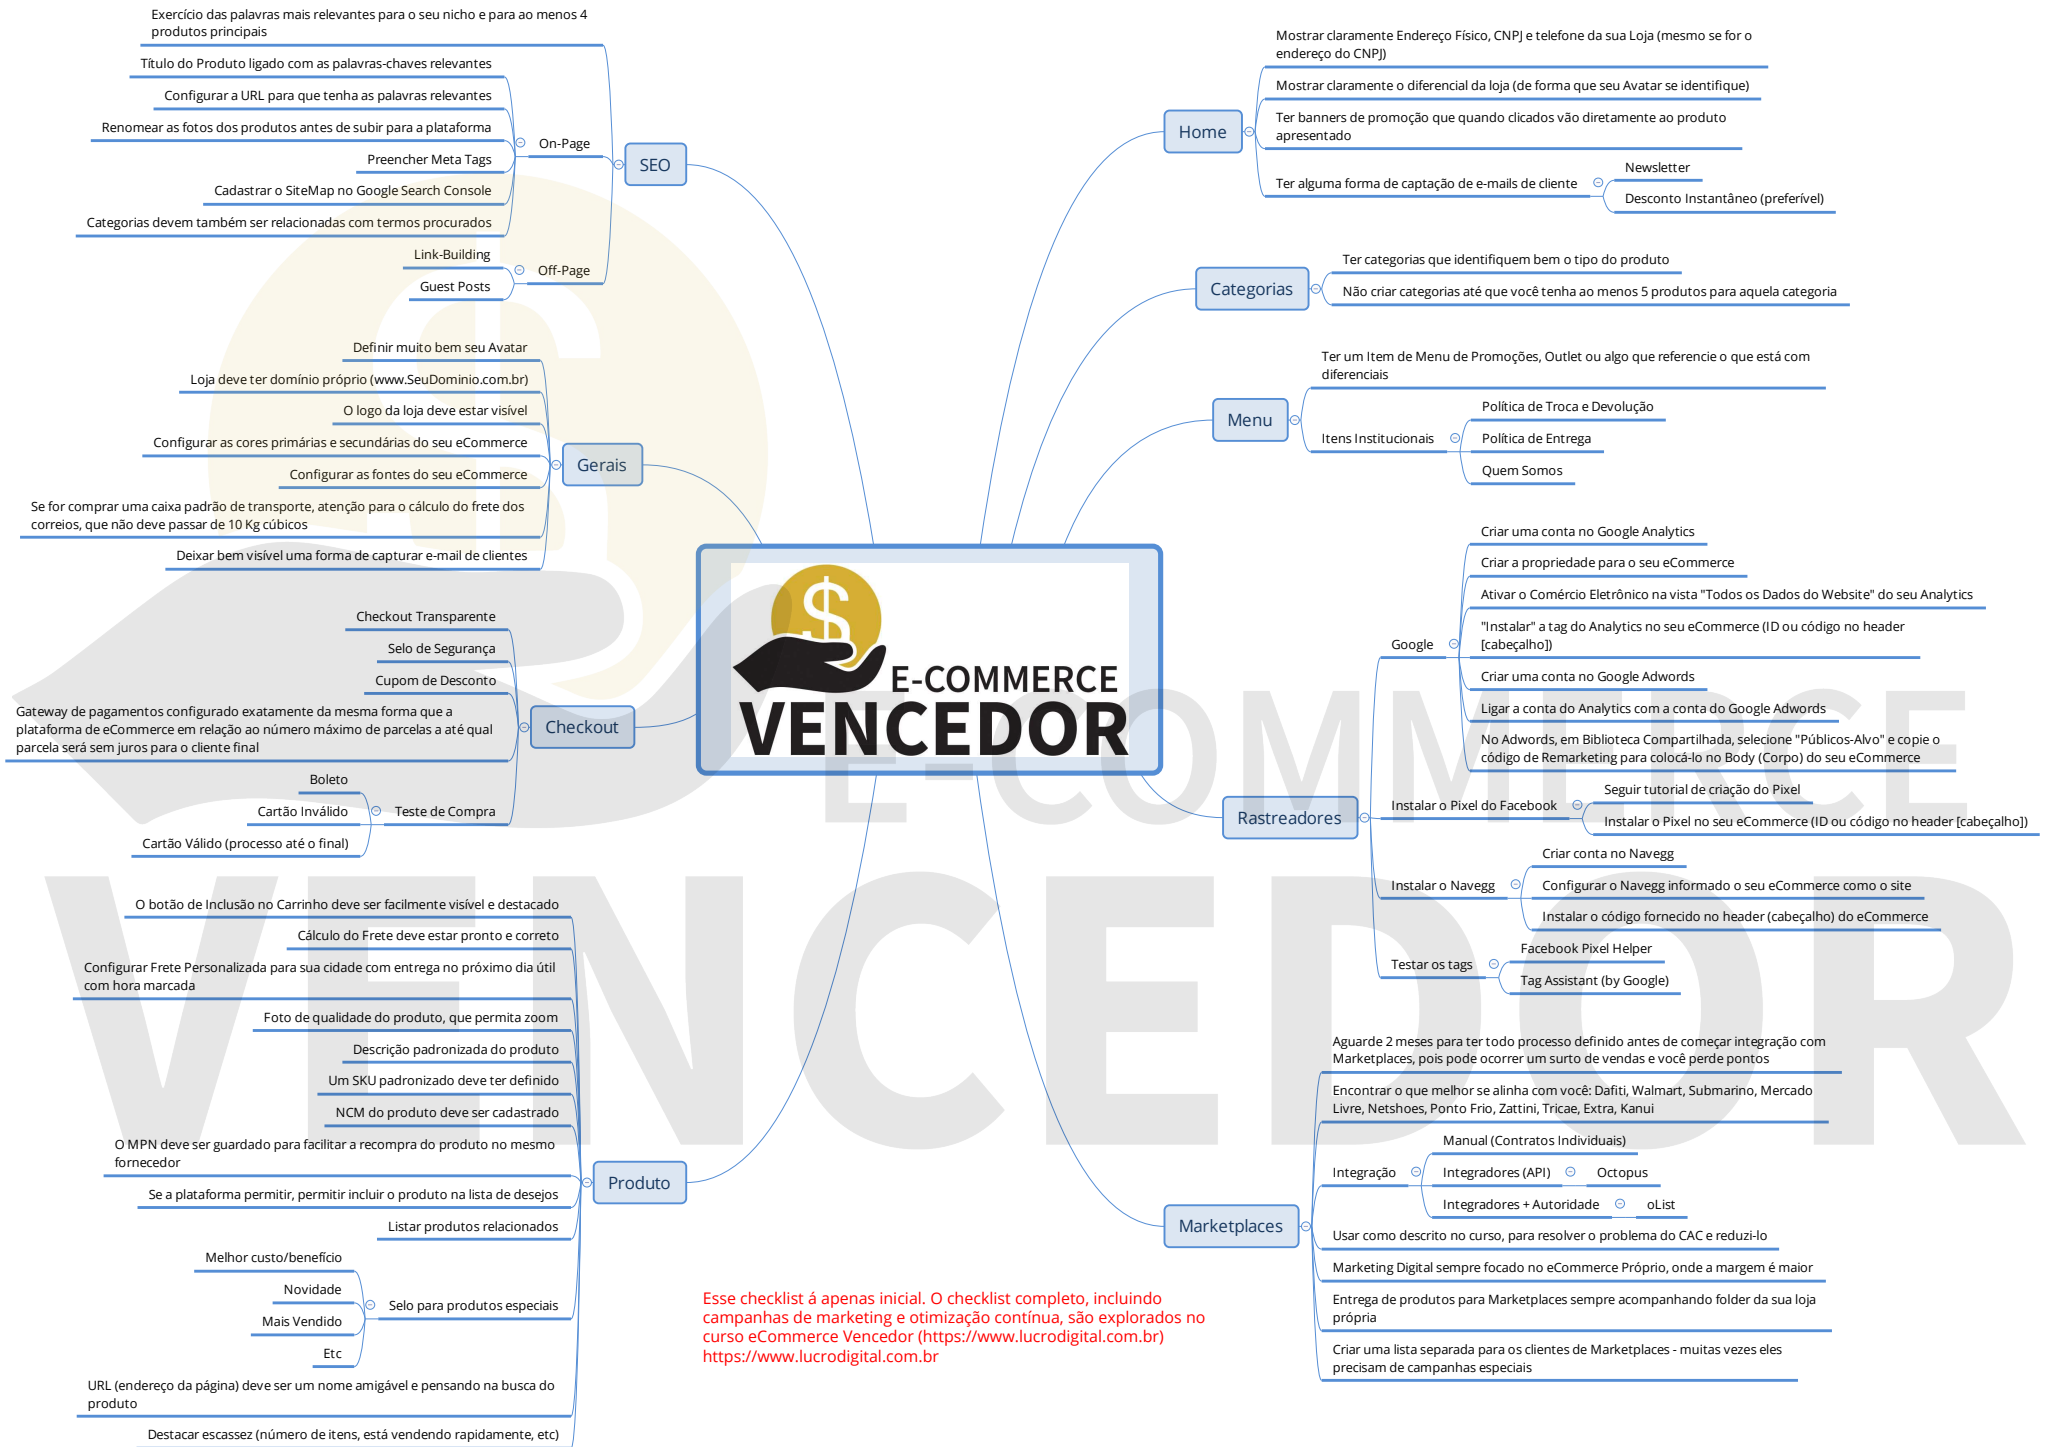 Exercício das palavras mais relevantes para o seu nicho e para ao menos 4
produtos principais
Título do Produto ligado com as palavras-chaves relevantes
Configurar a URL para que tenha as palavras relevantes
Renomear as fotos dos produtos antes de subir para a plataforma
Preencher Meta Tags
Cadastrar o SiteMap no Google Search Console
Categorias devem também ser relacionadas com termos procurados
On-Page
Link-Building
Guest Posts
Off-Page
SEO
Definir muito bem seu Avatar
Loja deve ter domínio próprio (www.SeuDominio.com.br)
O logo da loja deve estar visível
Configurar as cores primárias e secundárias do seu eCommerce
Configurar as fontes do seu eCommerce
Se for comprar uma caixa padrão de transporte, atenção para o cálculo do frete dos
correios, que não deve passar de 10 Kg cúbicos
Deixar bem visível uma forma de capturar e-mail de clientes
Gerais
Checkout Transparente
Selo de Segurança
Cupom de Desconto
Gateway de pagamentos configurado exatamente da mesma forma que a
plataforma de eCommerce em relação ao número máximo de parcelas a até qual
parcela será sem juros para o cliente final
Boleto
Cartão Inválido
Cartão Válido (processo até o final)
Teste de Compra
Checkout
O botão de Inclusão no Carrinho deve ser facilmente visível e destacado
Cálculo do Frete deve estar pronto e correto
Configurar Frete Personalizada para sua cidade com entrega no próximo dia útil
com hora marcada
Foto de qualidade do produto, que permita zoom
Descrição padronizada do produto
Um SKU padronizado deve ter definido
NCM do produto deve ser cadastrado
O MPN deve ser guardado para facilitar a recompra do produto no mesmo
fornecedor
Se a plataforma permitir, permitir incluir o produto na lista de desejos
Listar produtos relacionados
Melhor custo/benefício
Novidade
Mais Vendido
Etc
Selo para produtos especiais
URL (endereço da página) deve ser um nome amigável e pensando na busca do
produto
Destacar escassez (número de itens, está vendendo rapidamente, etc)
Produto
$
E-COMMERCE
VENCEDOR
Home
Mostrar claramente Endereço Físico, CNPJ e telefone da sua Loja (mesmo se for o
endereço do CNPJ)
Mostrar claramente o diferencial da loja (de forma que seu Avatar se identifique)
Ter banners de promoção que quando clicados vão diretamente ao produto
apresentado
Ter alguma forma de captação de e-mails de cliente
Newsletter
Desconto Instantâneo (preferível)
Categorias
Ter categorias que identifiquem bem o tipo do produto
Não criar categorias até que você tenha ao menos 5 produtos para aquela categoria
Menu
Ter um Item de Menu de Promoções, Outlet ou algo que referencie o que está com
diferenciais
Itens Institucionais
Política de Troca e Devolução
Política de Entrega
Quem Somos
Rastreadores
Google
Criar uma conta no Google Analytics
Criar a propriedade para o seu eCommerce
Ativar o Comércio Eletrônico na vista "Todos os Dados do Website" do seu Analytics
"Instalar" a tag do Analytics no seu eCommerce (ID ou código no header
[cabeçalho])
Criar uma conta no Google Adwords
Ligar a conta do Analytics com a conta do Google Adwords
No Adwords, em Biblioteca Compartilhada, selecione "Públicos-Alvo" e copie o
código de Remarketing para colocá-lo no Body (Corpo) do seu eCommerce
Instalar o Pixel do Facebook
Seguir tutorial de criação do Pixel
Instalar o Pixel no seu eCommerce (ID ou código no header [cabeçalho])
Instalar o Navegg
Criar conta no Navegg
Configurar o Navegg informado o seu eCommerce como o site
Instalar o código fornecido no header (cabeçalho) do eCommerce
Testar os tags
Facebook Pixel Helper
Tag Assistant (by Google)
Marketplaces
Aguarde 2 meses para ter todo processo definido antes de começar integração com
Marketplaces, pois pode ocorrer um surto de vendas e você perde pontos
Encontrar o que melhor se alinha com você: Dafiti, Walmart, Submarino, Mercado
Livre, Netshoes, Ponto Frio, Zattini, Tricae, Extra, Kanui
Integração
Manual (Contratos Individuais)
Integradores (API)
Octopus
Integradores + Autoridade
oList
Usar como descrito no curso, para resolver o problema do CAC e reduzi-lo
Marketing Digital sempre focado no eCommerce Próprio, onde a margem é maior
Entrega de produtos para Marketplaces sempre acompanhando folder da sua loja
própria
Criar uma lista separada para os clientes de Marketplaces - muitas vezes eles
precisam de campanhas especiais
Esse checklist á apenas inicial. O checklist completo, incluindo
campanhas de marketing e otimização contínua, são explorados no
curso eCommerce Vencedor (https://www.lucrodigital.com.br)
https://www.lucrodigital.com.br
$
E-COMMERCE
VENCEDOR